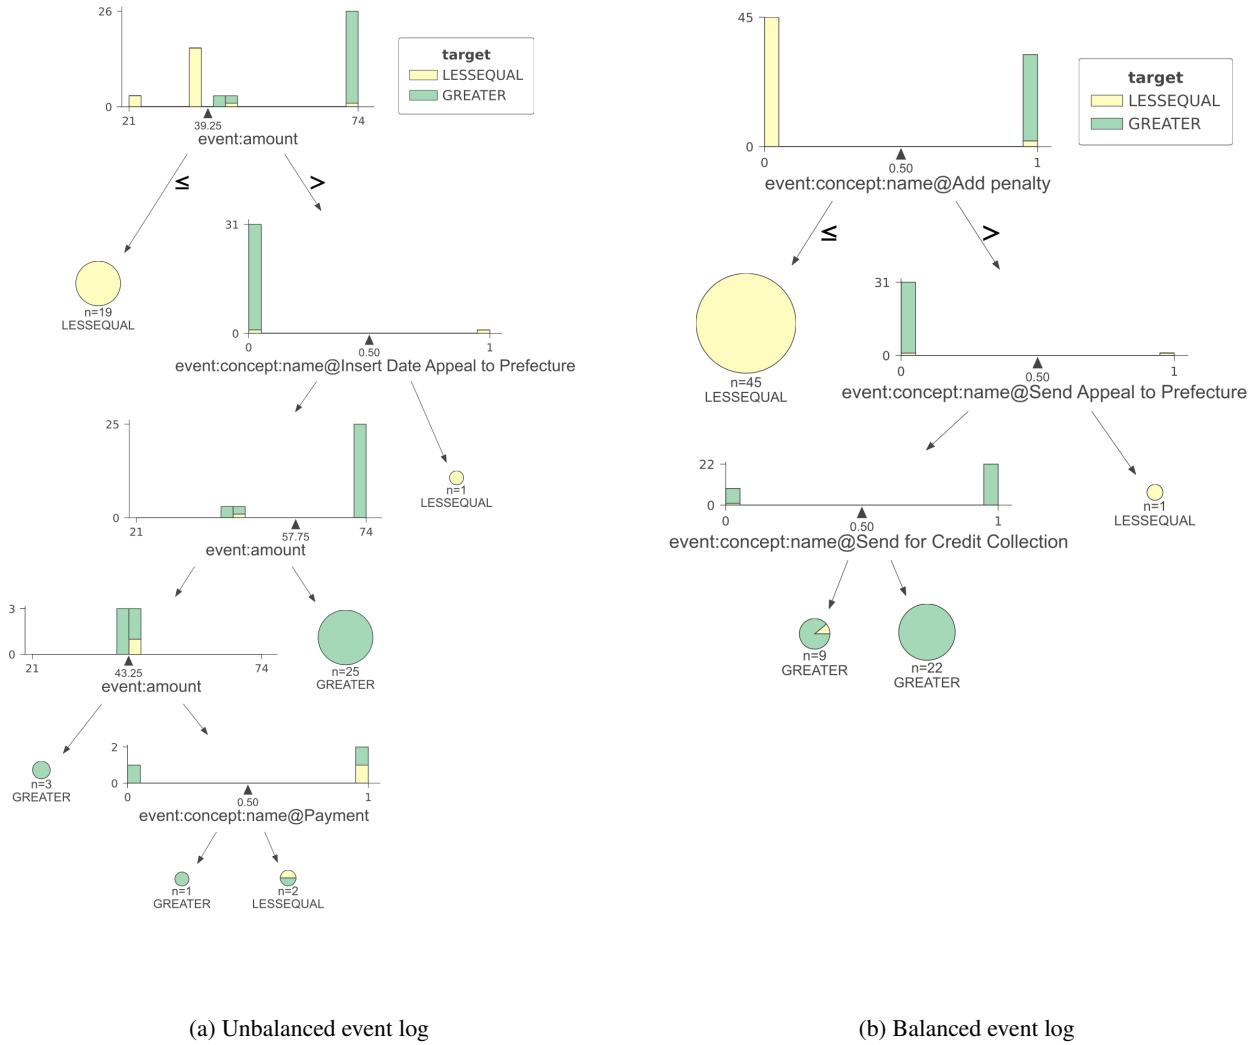 26
0
21
74
39.25
event:amount
target
LESSEQUAL
GREATER
≤
>
n=19
LESSEQUAL
31
0
0
1
0.50
event:concept:name@Insert Date Appeal to Prefecture
25
0
21
74
57.75
event:amount
n=1
LESSEQUAL
3
0
21
74
43.25
event:amount
n=25
GREATER
n=3
GREATER
2
0
0
1
0.50
event:concept:name@Payment
n=1
GREATER
n=2
LESSEQUAL
(a) Unbalanced event log
45
0
0
1
0.50
event:concept:name@Add penalty
target
LESSEQUAL
GREATER
≤
>
n=45
LESSEQUAL
31
0
0
1
0.50
event:concept:name@Send Appeal to Prefecture
22
0
0
1
0.50
event:concept:name@Send for Credit Collection
n=1
LESSEQUAL
n=9
GREATER
n=22
GREATER
(b) Balanced event log